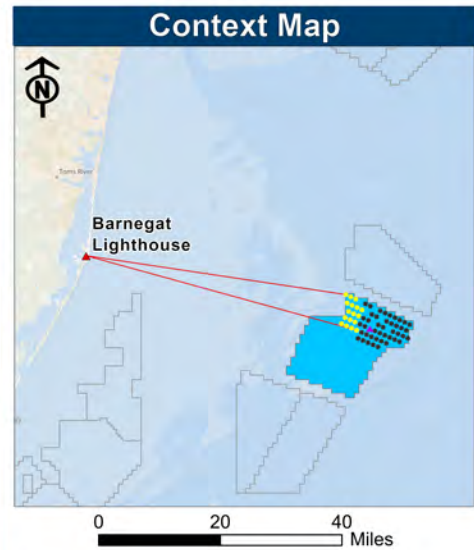 Context Map
N
Toms River
Barnegat
Lighthouse
0 20 40
Miles